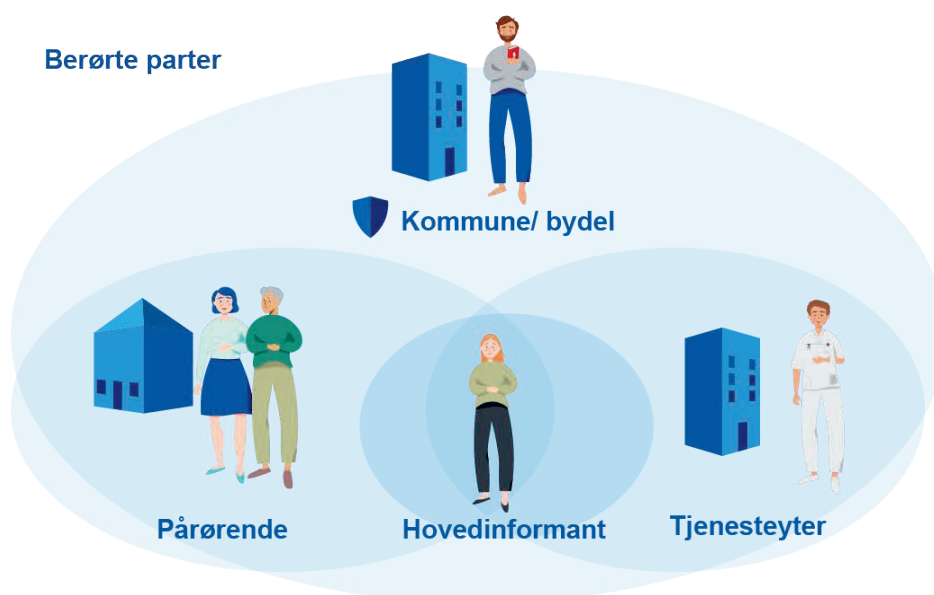 Berørte parter
Kommune/ bydel
Pårørende
Hovedinformant
Tjenesteyter